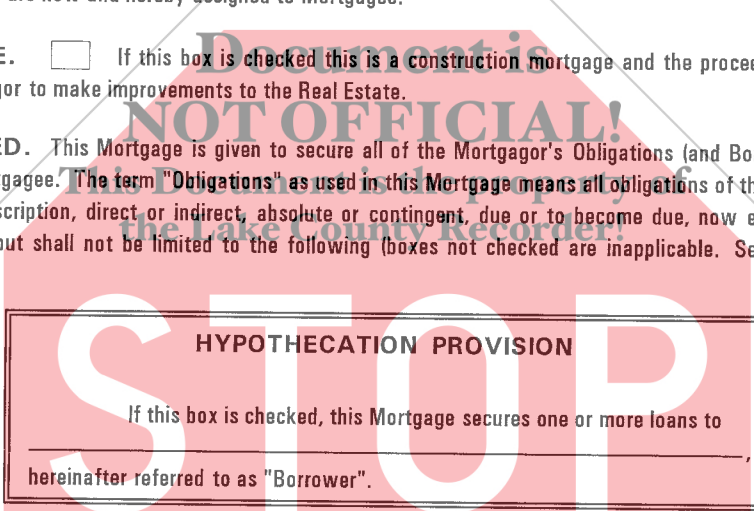 are now and hereby assigned to Mortgagee.
E. If this box is checked this is a construction mortgage and the procee
gor to make improvements to the Real Estate.
ED. This Mortgage is given to secure all of the Mortgagor's Obligations (and Bo
gagee. The term "Obligations" as used in this Mortgage means all obligations of th
scription, direct or indirect, absolute or contingent, due or to become due, now e
but shall not be limited to the following (boxes not checked are inapplicable. Se
Document is
NOT OFFICIAL!
This Document is the property of
the Lake County Recorder!
STOP
HYPOTHECATION PROVISION
If this box is checked, this Mortgage secures one or more loans to
,
hereinafter referred to as "Borrower".